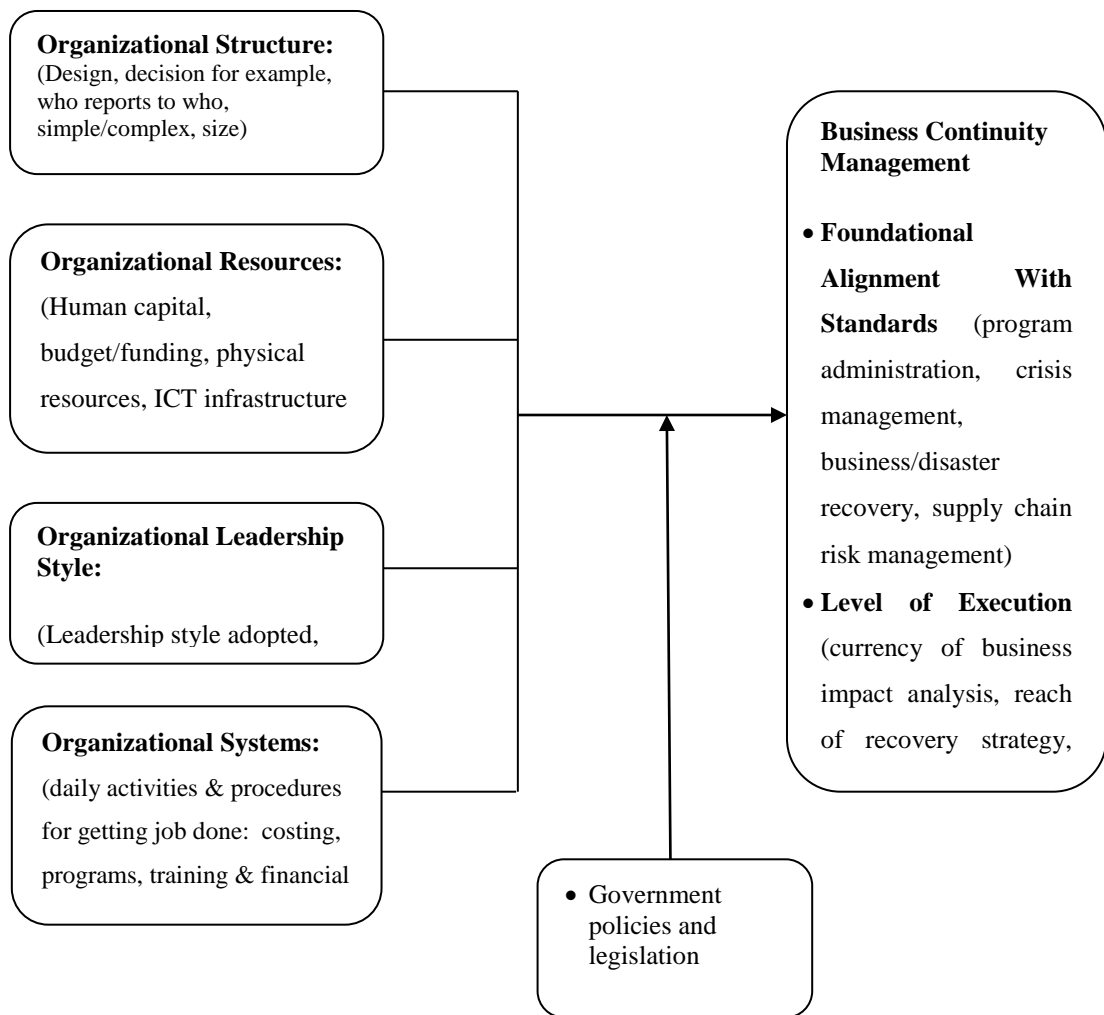 Organizational Structure:
(Design, decision for example,
who reports to who,
simple/complex, size)
Organizational Resources:
(Human capital,
budget/funding, physical
resources, ICT infrastructure
Organizational Leadership
Style:
(Leadership style adopted,
Organizational Systems:
(daily activities & procedures
for getting job done: costing,
programs, training & financial
Business Continuity
Management
• Foundational
Alignment With
Standards (program
administration, crisis
management,
business/disaster
recovery, supply chain
risk management)
• Level of Execution
(currency of business
impact analysis, reach
of recovery strategy,
• Government
policies and
legislation